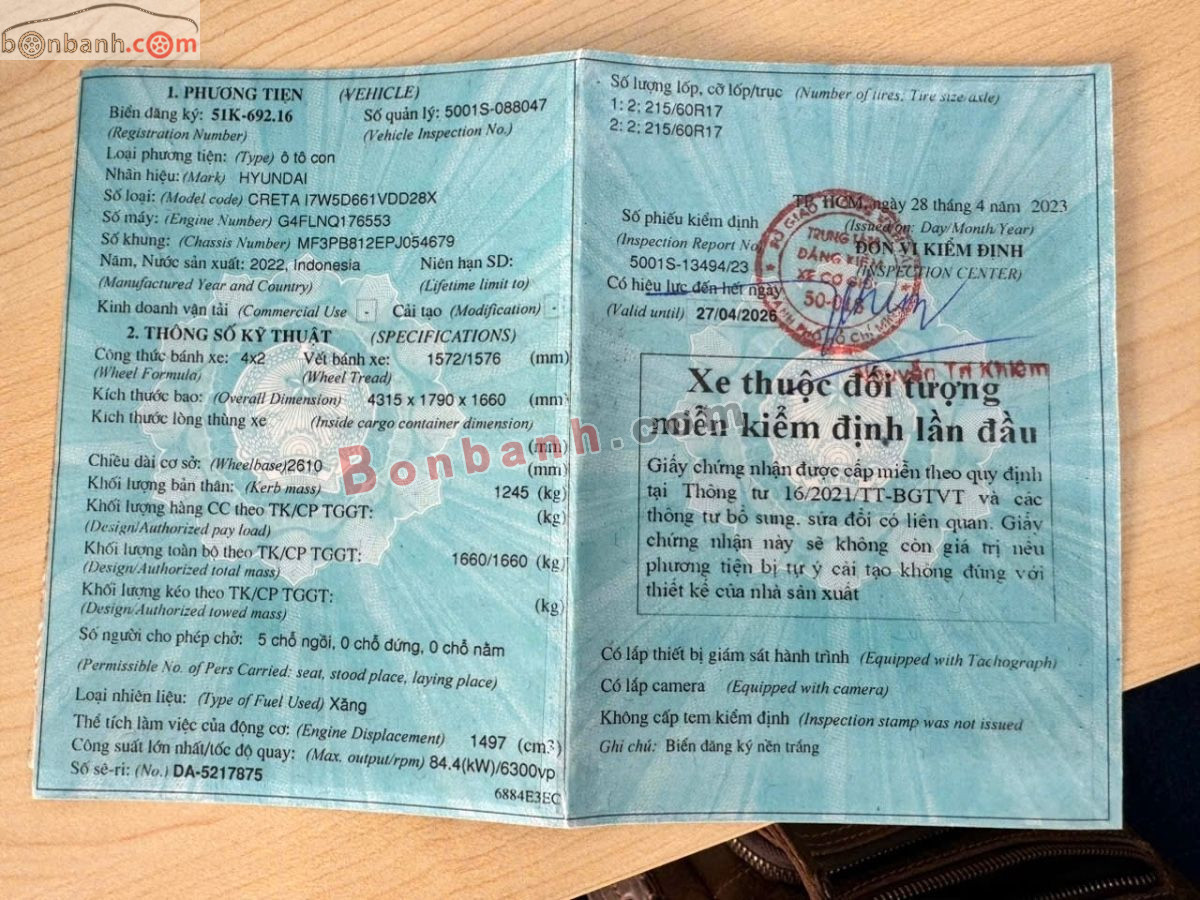 bonbanh.com
1. PHƯƠNG TIỆN (VEHICLE)
Biển đăng ký: 51K-692.16 Số quản lý: 5001S-088047
(Registration Number) (Vehicle Inspection No.)
Loại phương tiện: (Type) ô tô con
Nhãn hiệu: (Mark) HYUNDAI
Số loại: (Model code) CRETA I7W5D661VDD28X
Số máy: (Engine Number) G4FLNQ176553
Số khung: (Chassis Number) MF3PB812EPJ054679
Năm, Nước sản xuất: 2022, Indonesia Niên hạn SD:
(Manufactured Year and Country) (Lifetime limit to)
Kinh doanh vận tải (Commercial Use - Cải tạo (Modification) -
2. THÔNG SỐ KỸ THUẬT (SPECIFICATIONS)
Công thức bánh xe: 4x2 Vết bánh xe: 1572/1576 (mm)
(Wheel Formula) (Wheel Tread)
Kích thước bao: (Overall Dimension) 4315 x 1790 x 1660 (mm)
Kích thước lòng thùng xe (Inside cargo container dimension)
(mm)
Chiều dài cơ sở: (Wheelbase)2610 (mm)
Khối lượng bản thân: (Kerb mass) 1245 (kg)
Khối lượng hàng CC theo TK/CP TGGT: (kg)
(Design/Authorized pay load)
Khối lượng toàn bộ theo TK/CP TGGT: 1660/1660 (kg)
(Design/Authorized total mass)
Khối lượng kéo theo TK/CP TGGT: (kg)
(Design/Authorized towed mass)
Số người cho phép chở: 5 chỗ ngồi, 0 chỗ đứng, 0 chỗ nằm
(Permissible No. of Pers Carried: seat, stood place, laying place)
Loại nhiên liệu: (Type of Fuel Used) Xăng
Thể tích làm việc của động cơ: (Engine Displacement) 1497 (cm3)
Công suất lớn nhất/tốc độ quay: (Max. output/rpm) 84.4(kW)/6300vp
Số sê-ri: (No.) DA-5217875
6884E3EC
Số lượng lốp, cỡ lốp/trục (Number of tires; Tire size axle)
1: 2; 215/60R17
2: 2; 215/60R17
TP. HCM, ngày 28 tháng 4 năm 2023
Số phiếu kiểm định (Issued on: Day/Month/Year)
(Inspection Report No) ĐƠN VỊ KIỂM ĐỊNH
5001S-13494/23 (INSPECTION CENTER)
Có hiệu lực đến hết ngày
(Valid until) 27/04/2026
TRUNG TÂM
ĐĂNG KIỂM
XE CƠ GIỚI
Nguyễn Tri Khiêm
Xe thuộc đối tượng
miễn kiểm định lần đầu
Giấy chứng nhận được cấp miễn theo quy định
tại Thông tư 16/2021/TT-BGTVT và các
thông tư bổ sung, sửa đổi có liên quan. Giấy
chứng nhận này sẽ không còn giá trị nếu
phương tiện bị tự ý cải tạo không đúng với
thiết kế của nhà sản xuất
Có lắp thiết bị giám sát hành trình (Equipped with Tachograph)
Có lắp camera (Equipped with camera)
Không cấp tem kiểm định (Inspection stamp was not issued
Ghi chú: Biển đăng ký nền trắng
Bonbanh.com